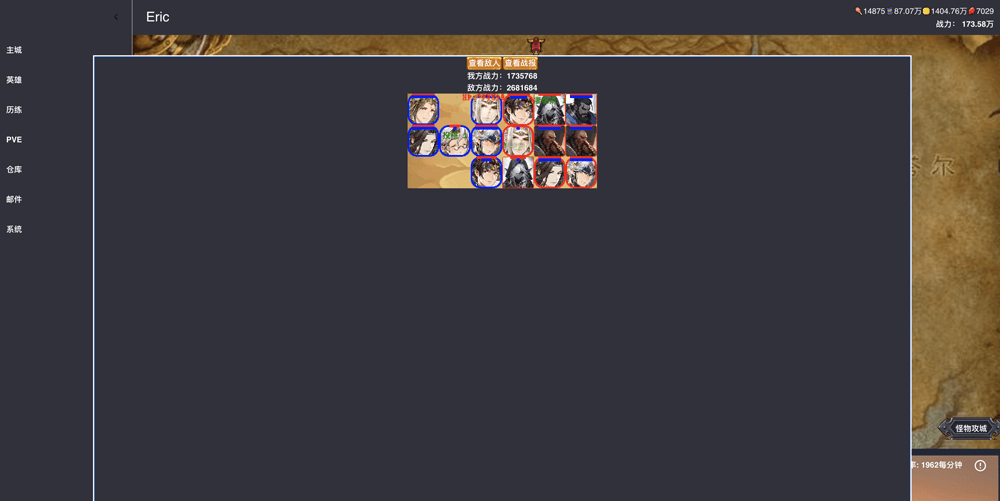 Eric
14875 87.07万 1404.76万 7029
战力: 173.58万
主城
英雄
历练
PVE
仓库
邮件
系统
查看敌人 查看战报
我方战力: 1735768
敌方战力: 2681684
塔尔
怪物攻城
率: 1962每分钟